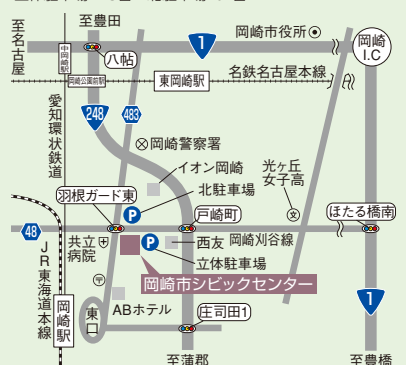 至豊田
至名古屋
岡崎市役所
岡崎I.C
中岡崎駅
八帖
1
岡崎公園前駅
東岡崎駅
名鉄名古屋本線
愛知環状鉄道
248
483
岡崎警察署
イオン岡崎
光ヶ丘女子高
北駐車場
羽根ガード東
P
戸崎町
文
ほたる橋南
48
共立病院
P
西友
岡崎刈谷線
立体駐車場
JR東海道本線
岡崎市シビックセンター
〒
岡崎駅
東口
ABホテル
庄司田1
1
至蒲郡
至豊橋